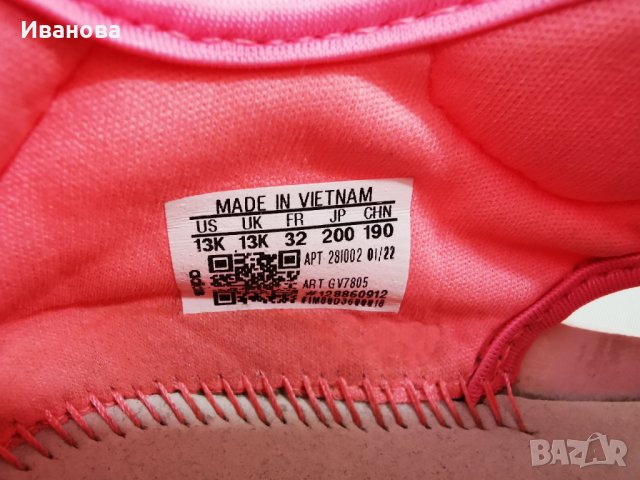 Иванова
MADE IN VIETNAM
US UK FR JP CHN
13K 13K 32 200 190
APT 281002 01/22
ART GV7805
#128860912
BAZAR